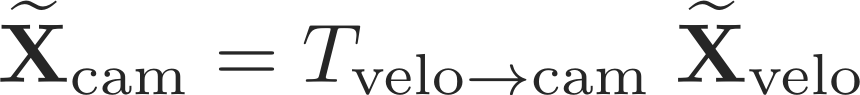 X̃_cam = T_velo→cam X̃_velo